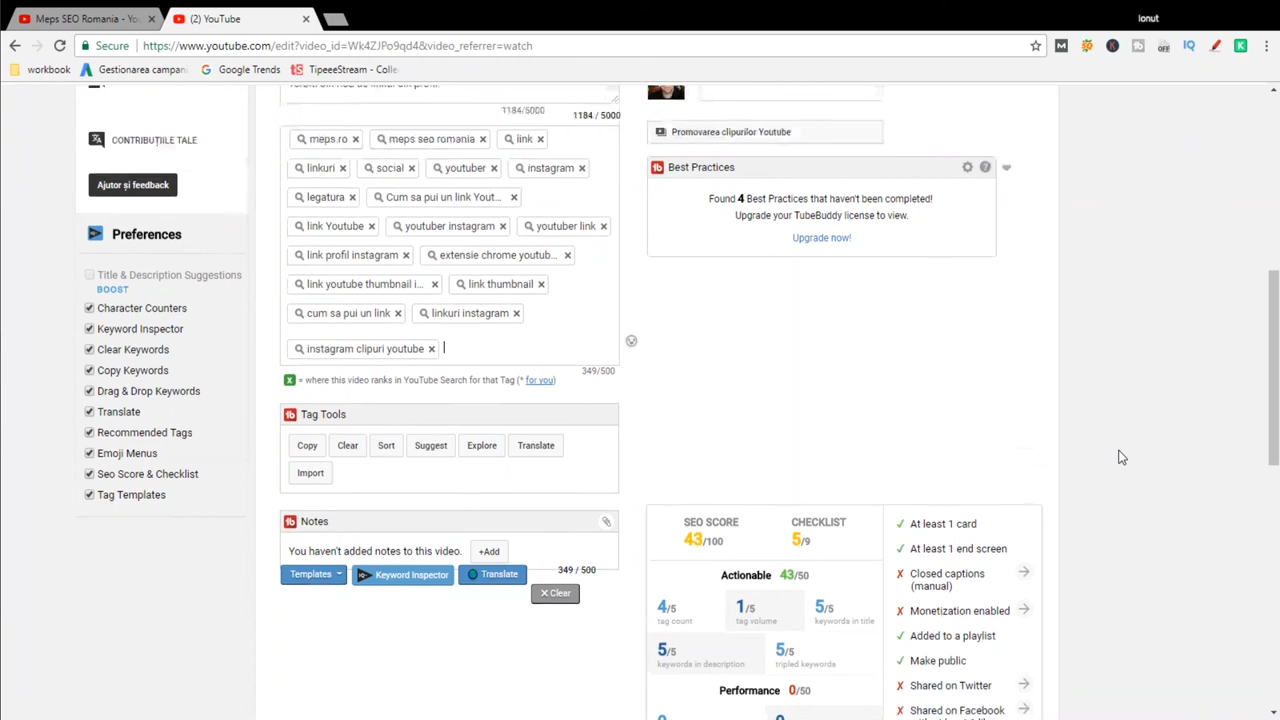 Meps SEO Romania - Yo
(2) YouTube
Ionut
Secure
https://www.youtube.com/edit?video_id=Wk4ZJPo9qd4&video_referrer=watch
workbook
Gestionarea campani
Google Trends
TipeeeStream - Colle
1184/5000
1184 / 5000
meps.ro
meps seo romania
link
linkuri
social
youtuber
instagram
legatura
Cum sa pui un link Yout...
link Youtube
youtuber instagram
youtuber link
link profil instagram
extensie chrome youtub...
link youtube thumbnail i...
link thumbnail
cum sa pui un link
linkuri instagram
instagram clipuri youtube
349/500
X = where this video ranks in YouTube Search for that Tag (* for you)
Tag Tools
Copy
Clear
Sort
Suggest
Explore
Translate
Import
Notes
You haven't added notes to this video.
+Add
Templates
Keyword Inspector
Translate
349 / 500
Clear
CONTRIBUȚIILE TALE
Ajutor și feedback
Preferences
Title & Description Suggestions
BOOST
Character Counters
Keyword Inspector
Clear Keywords
Copy Keywords
Drag & Drop Keywords
Translate
Recommended Tags
Emoji Menus
Seo Score & Checklist
Tag Templates
Promovarea clipurilor Youtube
Best Practices
Found 4 Best Practices that haven't been completed!
Upgrade your TubeBuddy license to view.
Upgrade now!
SEO SCORE
43/100
CHECKLIST
5/9
Actionable 43/50
4/5
tag count
1/5
tag volume
5/5
keywords in title
5/5
keywords in description
5/5
tripled keywords
Performance 0/50
At least 1 card
At least 1 end screen
Closed captions
(manual)
Monetization enabled
Added to a playlist
Make public
Shared on Twitter
Shared on Facebook